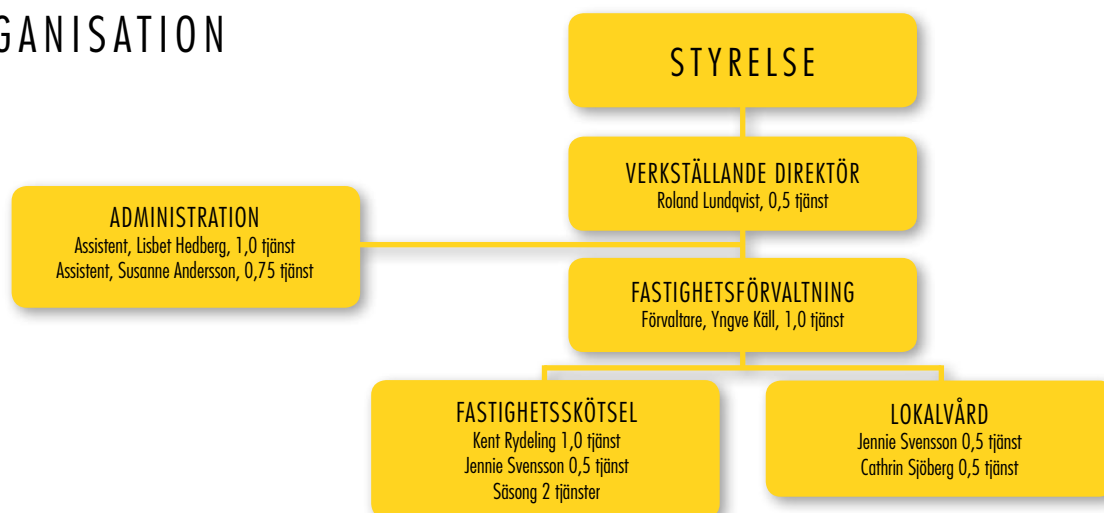 GANISATION
STYRELSE
VERKSTÄLLANDE DIREKTÖR
Roland Lundqvist, 0,5 tjänst
ADMINISTRATION
Assistent, Lisbet Hedberg, 1,0 tjänst
Assistent, Susanne Andersson, 0,75 tjänst
FASTIGHETSFÖRVALTNING
Förvaltare, Yngve Käll, 1,0 tjänst
FASTIGHETSSKÖTSEL
Kent Rydeling 1,0 tjänst
Jennie Svensson 0,5 tjänst
Säsong 2 tjänster
LOKALVÅRD
Jennie Svensson 0,5 tjänst
Cathrin Sjöberg 0,5 tjänst